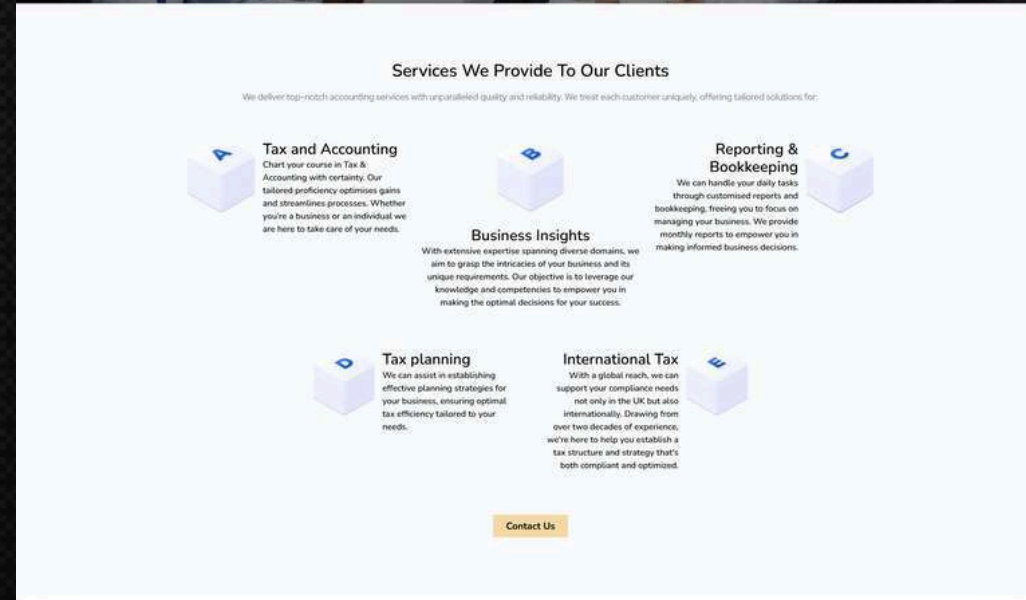 Services We Provide To Our Clients
We deliver top-notch accounting services with unparalleled quality and reliability. We treat each customer uniquely, offering tailored solutions for:
A
Tax and Accounting
Chart your course in Tax &
Accounting with certainty. Our
tailored proficiency optimises gains
and streamlines processes. Whether
you're a business or an individual we
are here to take care of your needs.
B
Business Insights
With extensive expertise spanning diverse domains, we
aim to grasp the intricacies of your business and its
unique requirements. Our objective is to leverage our
knowledge and competencies to empower you in
making the optimal decisions for your success.
C
Reporting &
Bookkeeping
We can handle your daily tasks
through customised reports and
bookkeeping, freeing you to focus on
managing your business. We provide
monthly reports to empower you in
making informed business decisions.
D
Tax planning
We can assist in establishing
effective planning strategies for
your business, ensuring optimal
tax efficiency tailored to your
needs.
E
International Tax
With a global reach, we can
support your compliance needs
not only in the UK but also
internationally. Drawing from
over two decades of experience,
we're here to help you establish a
tax structure and strategy that's
both compliant and optimized.
Contact Us